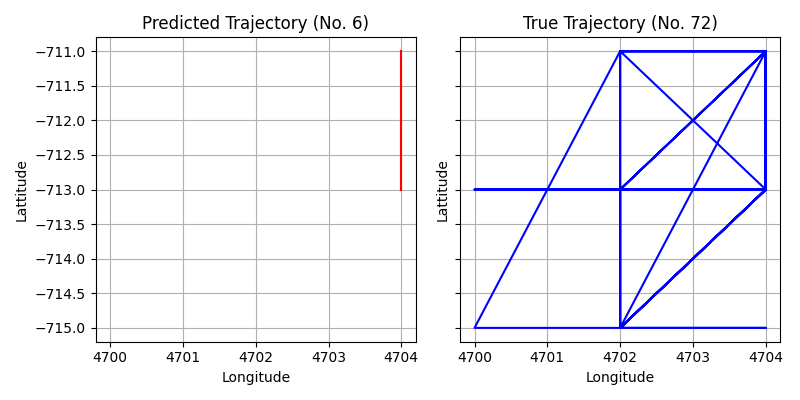 Predicted Trajectory (No. 6)
True Trajectory (No. 72)
−711.0
−711.5
−712.0
−712.5
−713.0
−713.5
−714.0
−714.5
−715.0
Lattitude
Lattitude
4700 4701 4702 4703 4704
4700 4701 4702 4703 4704
Longitude
Longitude